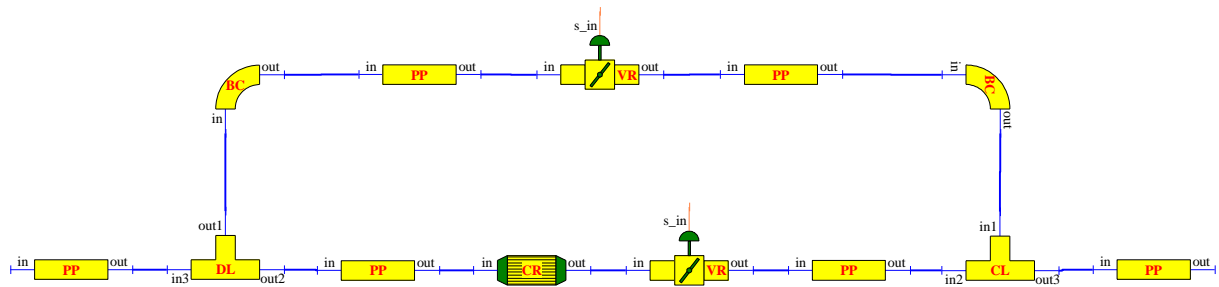 s_in
out in PP out in VR out in PP out in BC
BC
in out
s_in
out1 in1
in PP out in PP out in CR out in VR out in PP out in PP out
in3 DL out2 in2 CL out3